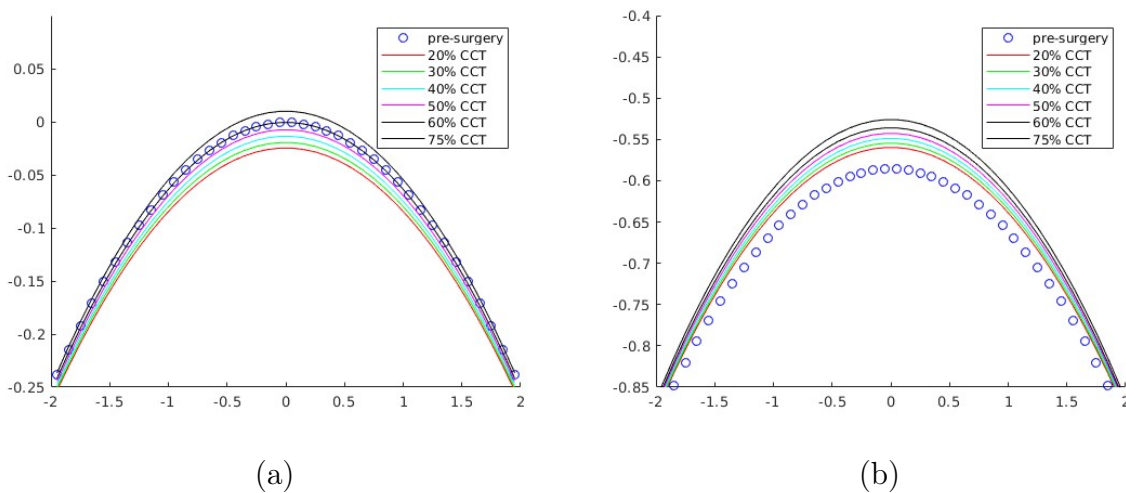 0.05
0
-0.05
-0.1
-0.15
-0.2
-0.25
-2 -1.5 -1 -0.5 0 0.5 1 1.5 2
pre-surgery
20% CCT
30% CCT
40% CCT
50% CCT
60% CCT
75% CCT
(a)
-0.4
-0.45
-0.5
-0.55
-0.6
-0.65
-0.7
-0.75
-0.8
-0.85
-2 -1.5 -1 -0.5 0 0.5 1 1.5 2
pre-surgery
20% CCT
30% CCT
40% CCT
50% CCT
60% CCT
75% CCT
(b)